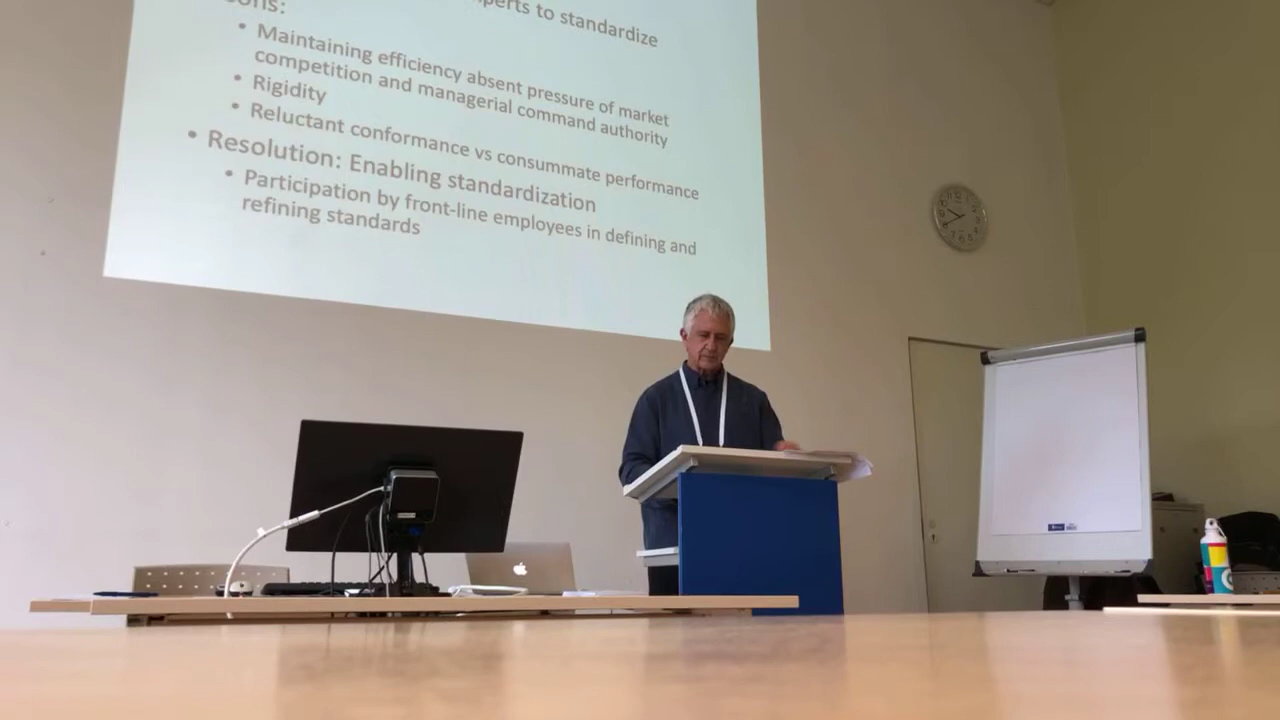 perts to standardize
ons:
• Maintaining efficiency absent pressure of market
competition and managerial command authority
• Rigidity
• Reluctant conformance vs consummate performance
• Resolution: Enabling standardization
• Participation by front-line employees in defining and
refining standards